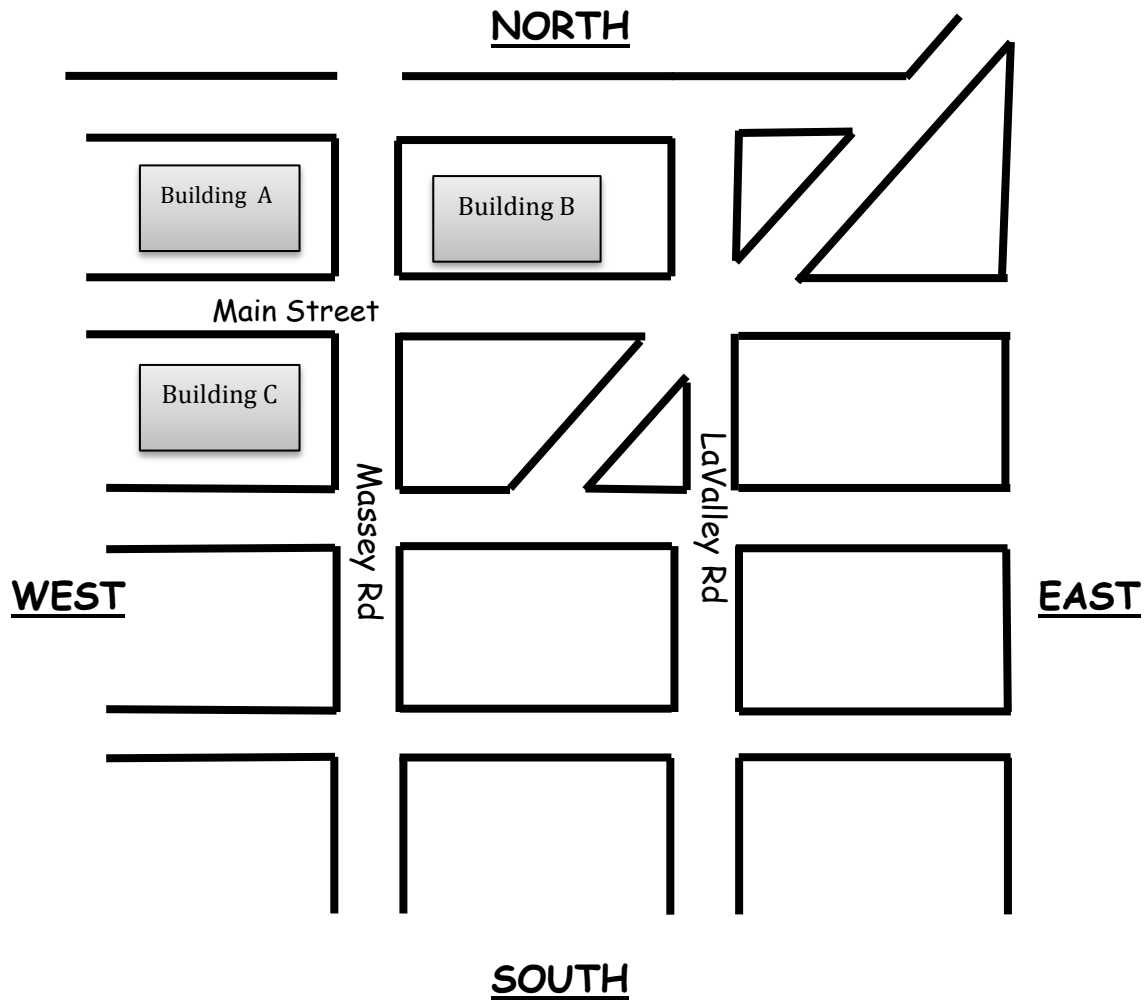 NORTH
Building A
Building B
Main Street
Building C
Massey Rd
LaValley Rd
WEST
EAST
SOUTH